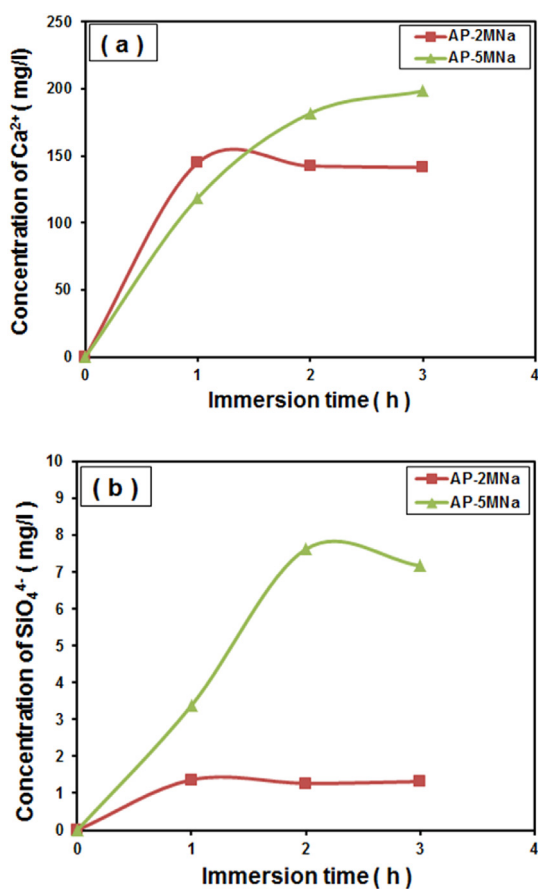 ( a )
AP-2MNa
AP-5MNa
Concentration of Ca²⁺ ( mg/l )
250
200
150
100
50
0
0 1 2 3 4
Immersion time ( h )
( b )
AP-2MNa
AP-5MNa
Concentration of SiO₄⁴⁻ ( mg/l )
10
9
8
7
6
5
4
3
2
1
0
0 1 2 3 4
Immersion time ( h )